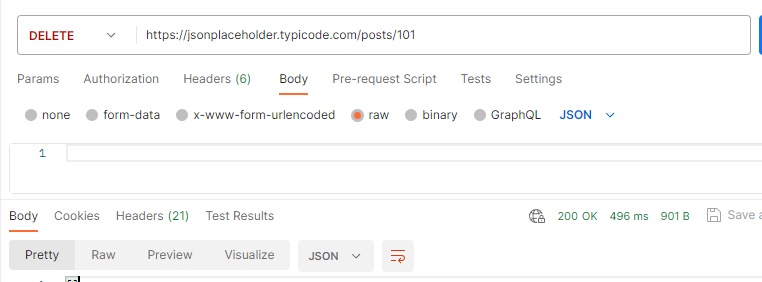 DELETE https://jsonplaceholder.typicode.com/posts/101
Params Authorization Headers (6) Body Pre-request Script Tests Settings
none form-data x-www-form-urlencoded raw binary GraphQL JSON
1
Body Cookies Headers (21) Test Results 200 OK 496 ms 901 B Save a
Pretty Raw Preview Visualize JSON